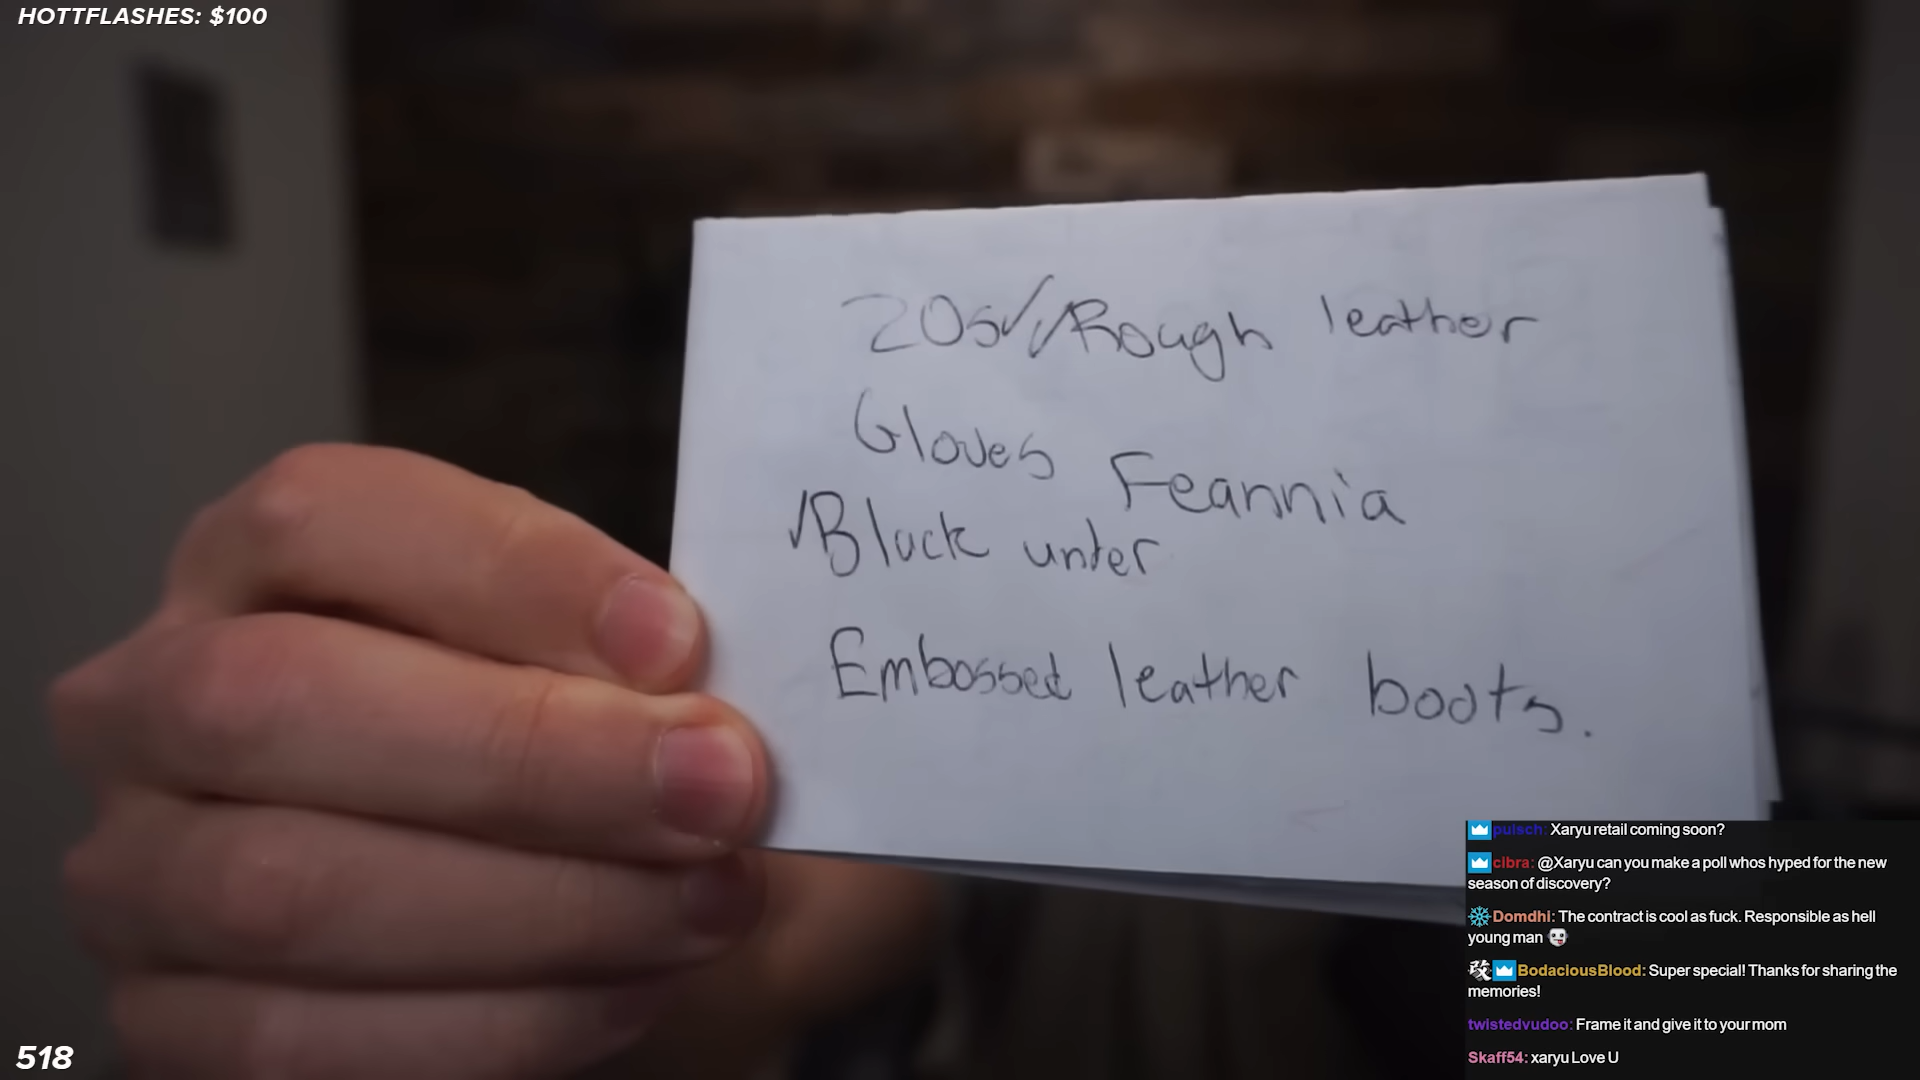 HOTTFLASHES: $100
20s✓/Rough leather
Gloves Feannia
✓Black unter
Embossed leather boots.
pulsch: Xaryu retail coming soon?
cibra: @Xaryu can you make a poll whos hyped for the new
season of discovery?
Domdhi: The contract is cool as fuck. Responsible as hell
young man
改 BodaciousBlood: Super special! Thanks for sharing the
memories!
twistedvudoo: Frame it and give it to your mom
Skaff54: xaryu Love U
518